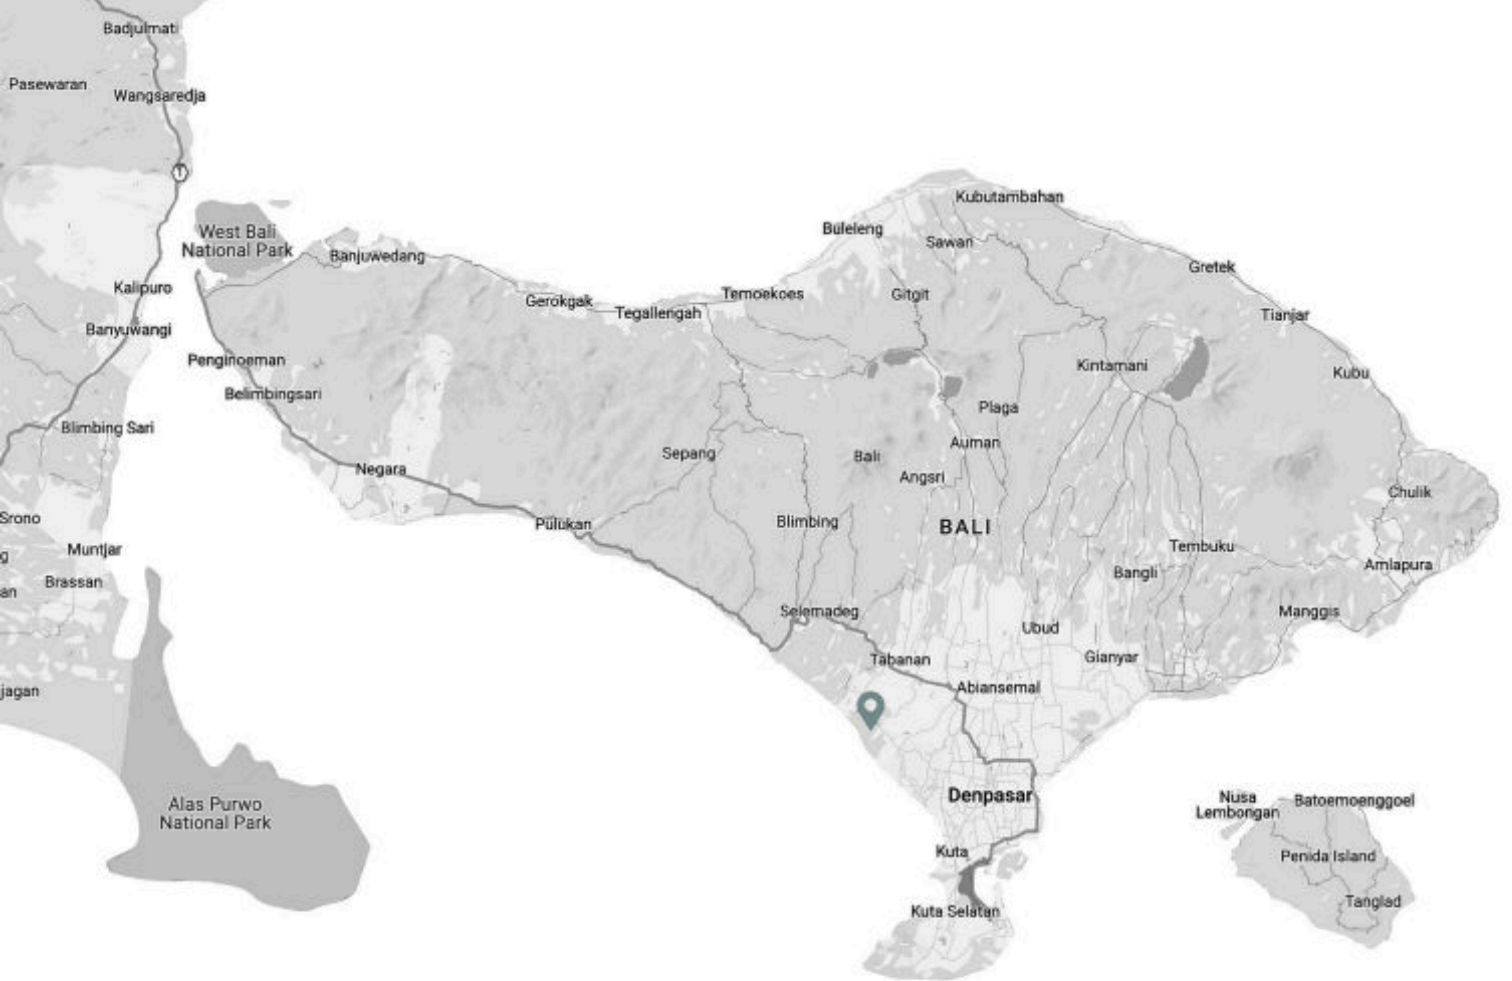 Badjulmati
Pasewaran
Wangsaredja
West Bali
National Park
Banjuwedang
Kalipuro
Banyuwangi
Gerokgak
Tegallengah
Temoekoes
Buleleng
Kubutambahan
Sawan
Gitgit
Gretek
Tianjar
Kintamani
Kubu
Penginoeman
Belimbingsari
Blimbing Sari
Plaga
Auman
Sepang
Bali
Angsri
Negara
Chulik
Srono
Pulukan
Blimbing
BALI
Muntjar
g
Tembuku
Brassan
an
Bangli
Amlapura
Selemadeg
Manggis
Ubud
Tabanan
Gianyar
jagan
Abiansemal
Alas Purwo
National Park
Denpasar
Nusa
Lembongan
Batoemoenggoel
Kuta
Penida Island
Kuta Selatan
Tanglad